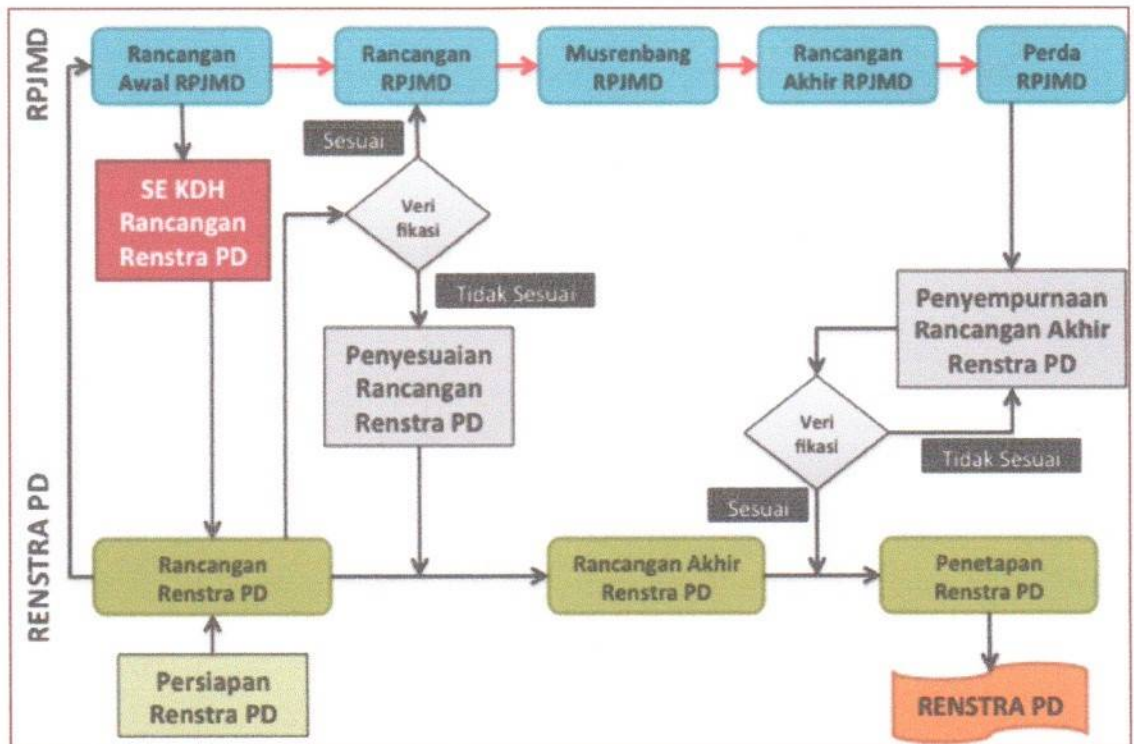 RPJMD
Rancangan
Awal RPJMD
Rancangan
RPJMD
Musrenbang
RPJMD
Rancangan
Akhir RPJMD
Perda
RPJMD
Sesuai
SE KDH
Rancangan
Renstra PD
Veri
fikasi
Tidak Sesuai
Penyesuaian
Rancangan
Renstra PD
Penyempurnaan
Rancangan Akhir
Renstra PD
Veri
fikasi
Tidak Sesuai
Sesuai
RENSTRA PD
Rancangan
Renstra PD
Rancangan Akhir
Renstra PD
Penetapan
Renstra PD
Persiapan
Renstra PD
RENSTRA PD